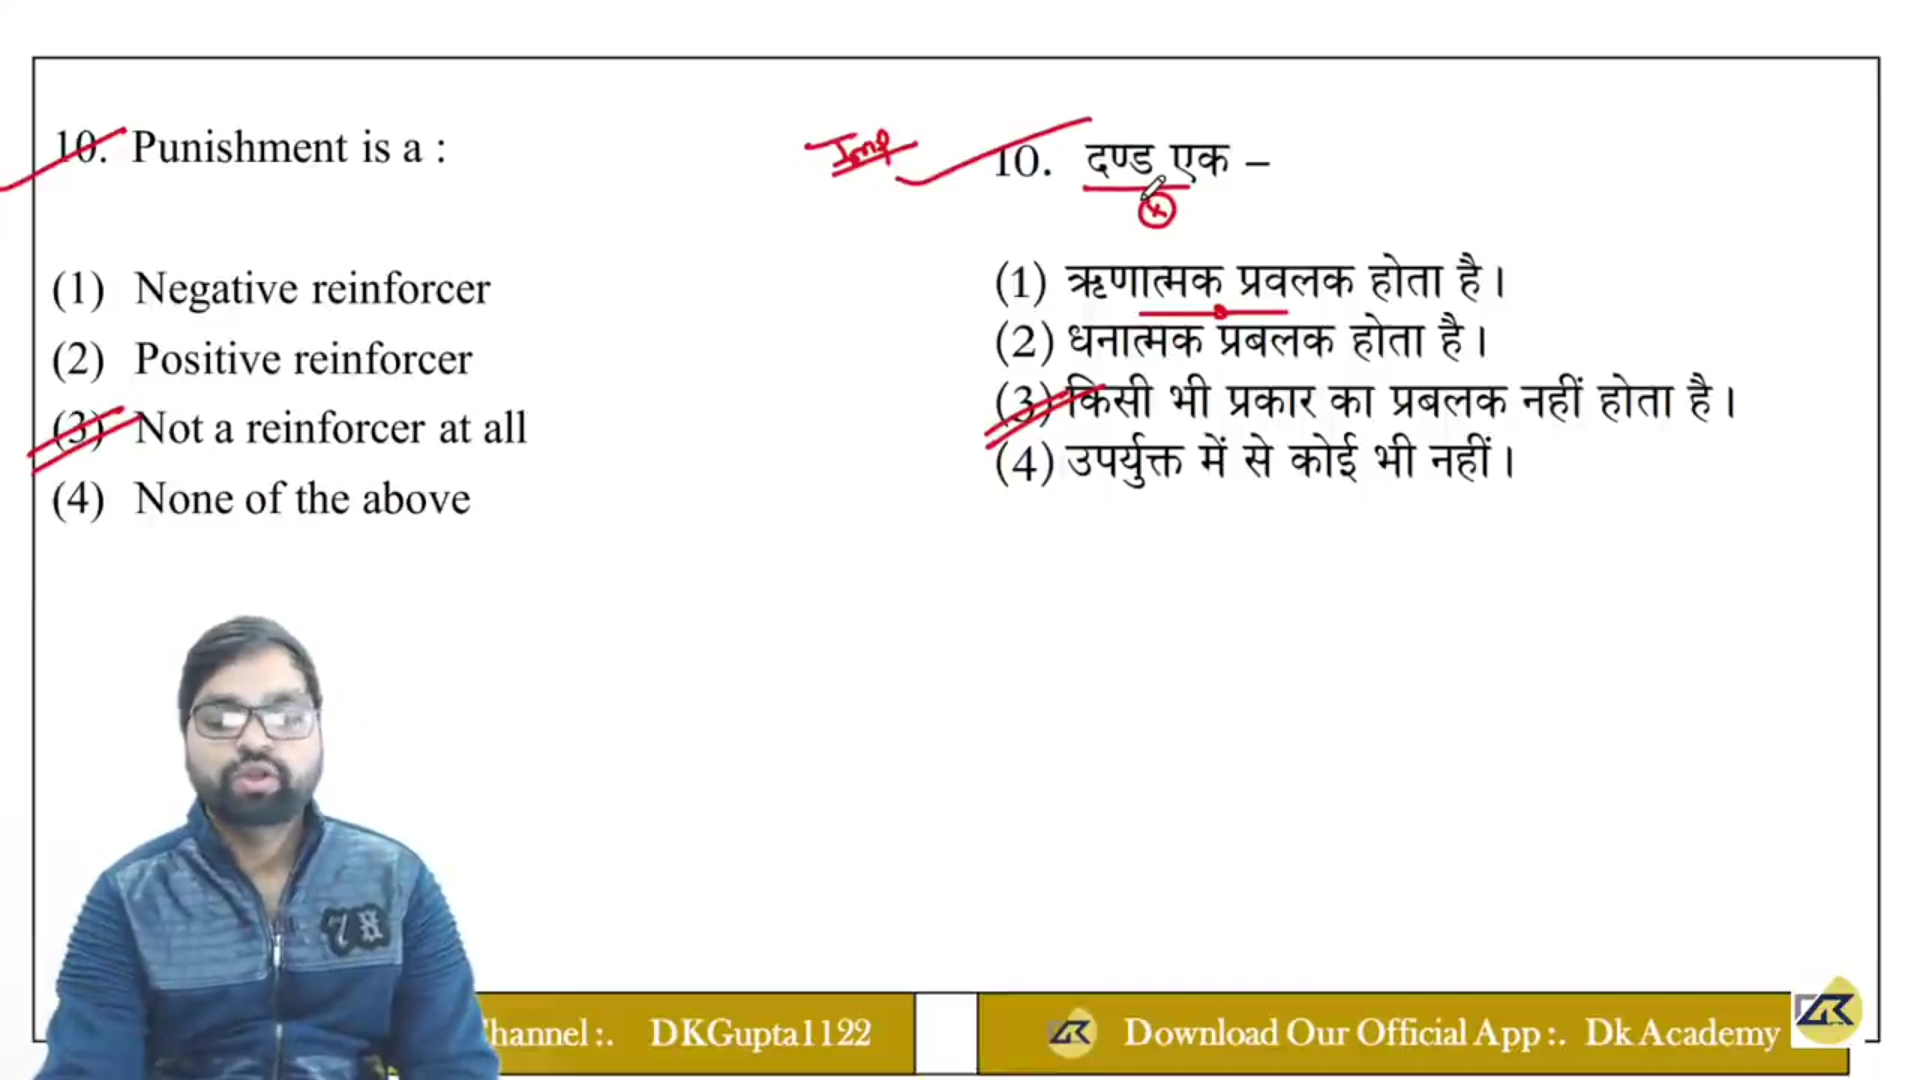 10. Punishment is a :
(1) Negative reinforcer
(2) Positive reinforcer
(3) Not a reinforcer at all
(4) None of the above
Imp
10. दण्ड एक –
(1) ऋणात्मक प्रवलक होता है।
(2) धनात्मक प्रबलक होता है।
(3) किसी भी प्रकार का प्रबलक नहीं होता है।
(4) उपर्युक्त में से कोई भी नहीं।
78
hannel :. DKGupta1122
Download Our Official App :. Dk Academy